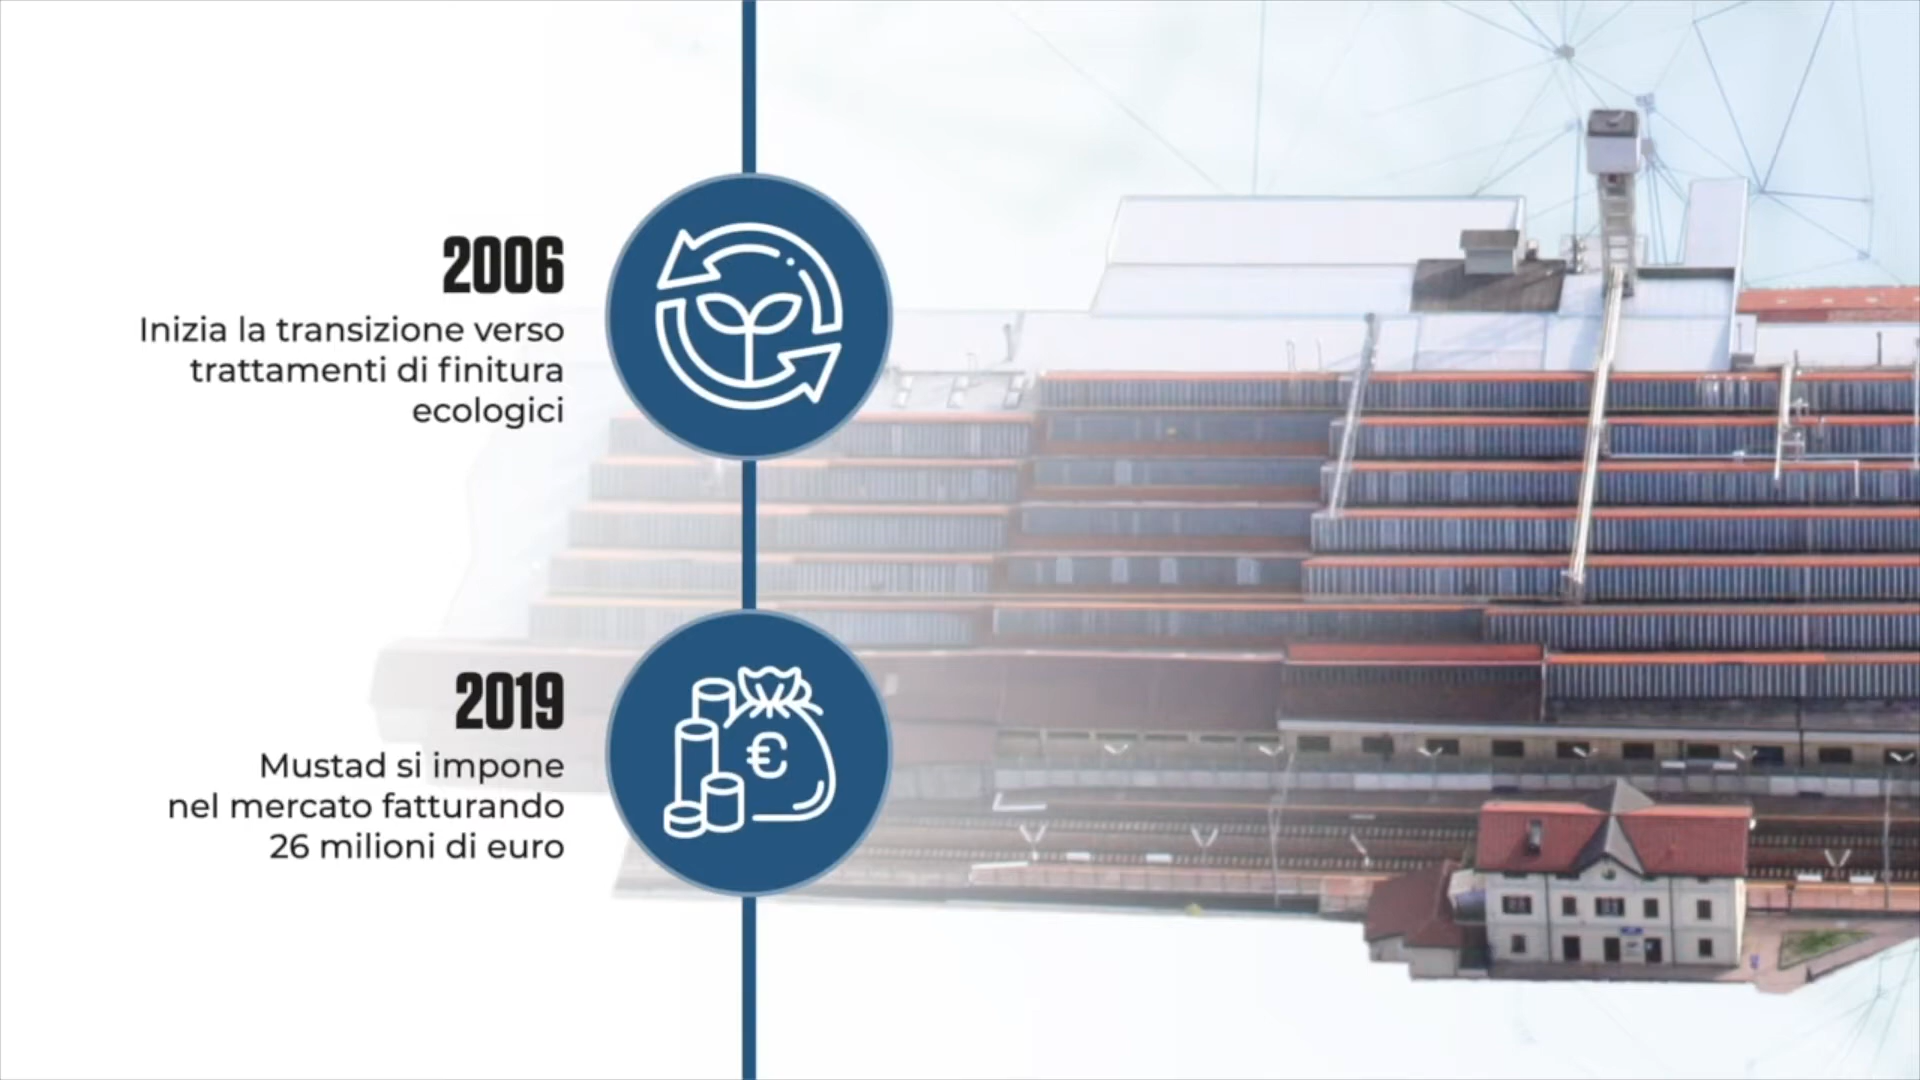 2006
Inizia la transizione verso
trattamenti di finitura
ecologici
2019
Mustad si impone
nel mercato fatturando
26 milioni di euro
€